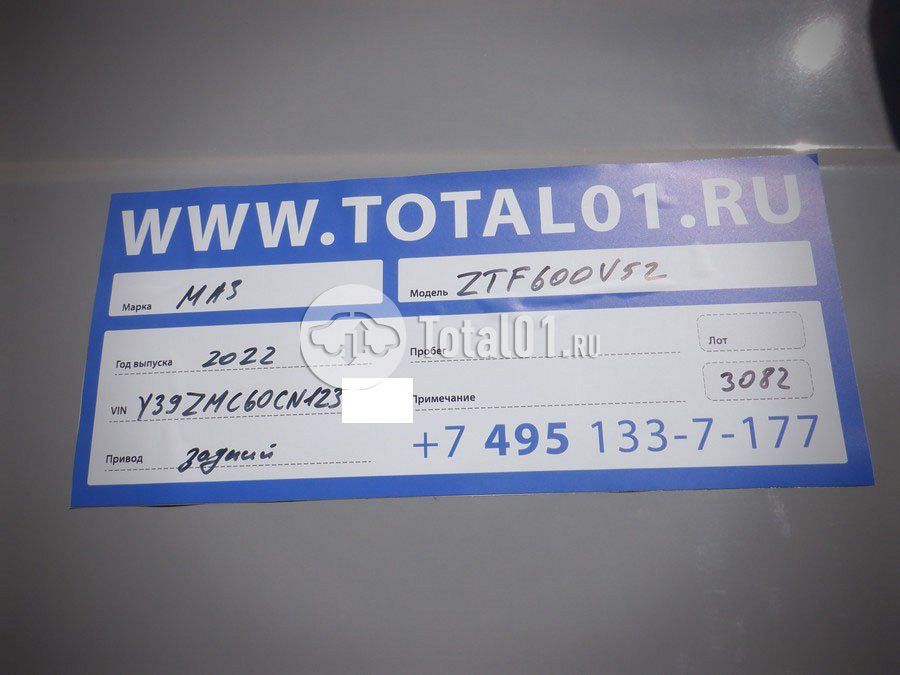 WWW.TOTAL01.RU
Марка МАЗ
Модель ZTF600V52
Год выпуска 2022
Пробег
Лот
VIN Y39ZMC60CN123
Примечание
3082
Привод задний
+7 495 133-7-177
Total01.RU